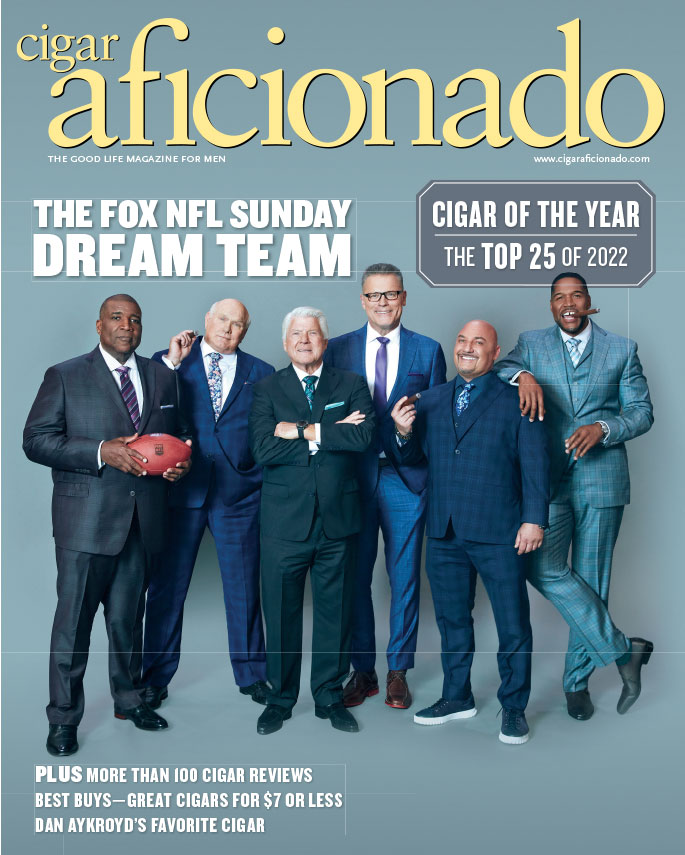 cigar
aficionado
THE GOOD LIFE MAGAZINE FOR MEN
www.cigaraficionado.com
THE FOX NFL SUNDAY
DREAM TEAM
CIGAR OF THE YEAR
THE TOP 25 OF 2022
PLUS MORE THAN 100 CIGAR REVIEWS
BEST BUYS—GREAT CIGARS FOR $7 OR LESS
DAN AYKROYD'S FAVORITE CIGAR